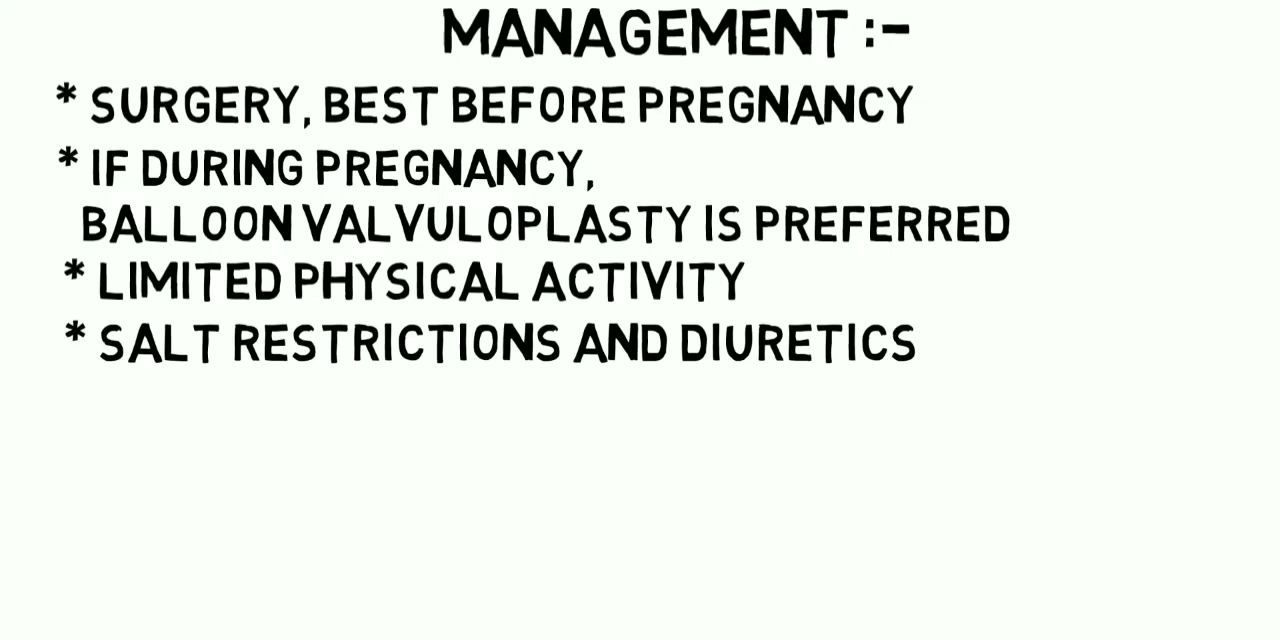 MANAGEMENT :-
* SURGERY, BEST BEFORE PREGNANCY
* IF DURING PREGNANCY,
BALLOON VALVULOPLASTY IS PREFERRED
* LIMITED PHYSICAL ACTIVITY
* SALT RESTRICTIONS AND DIURETICS